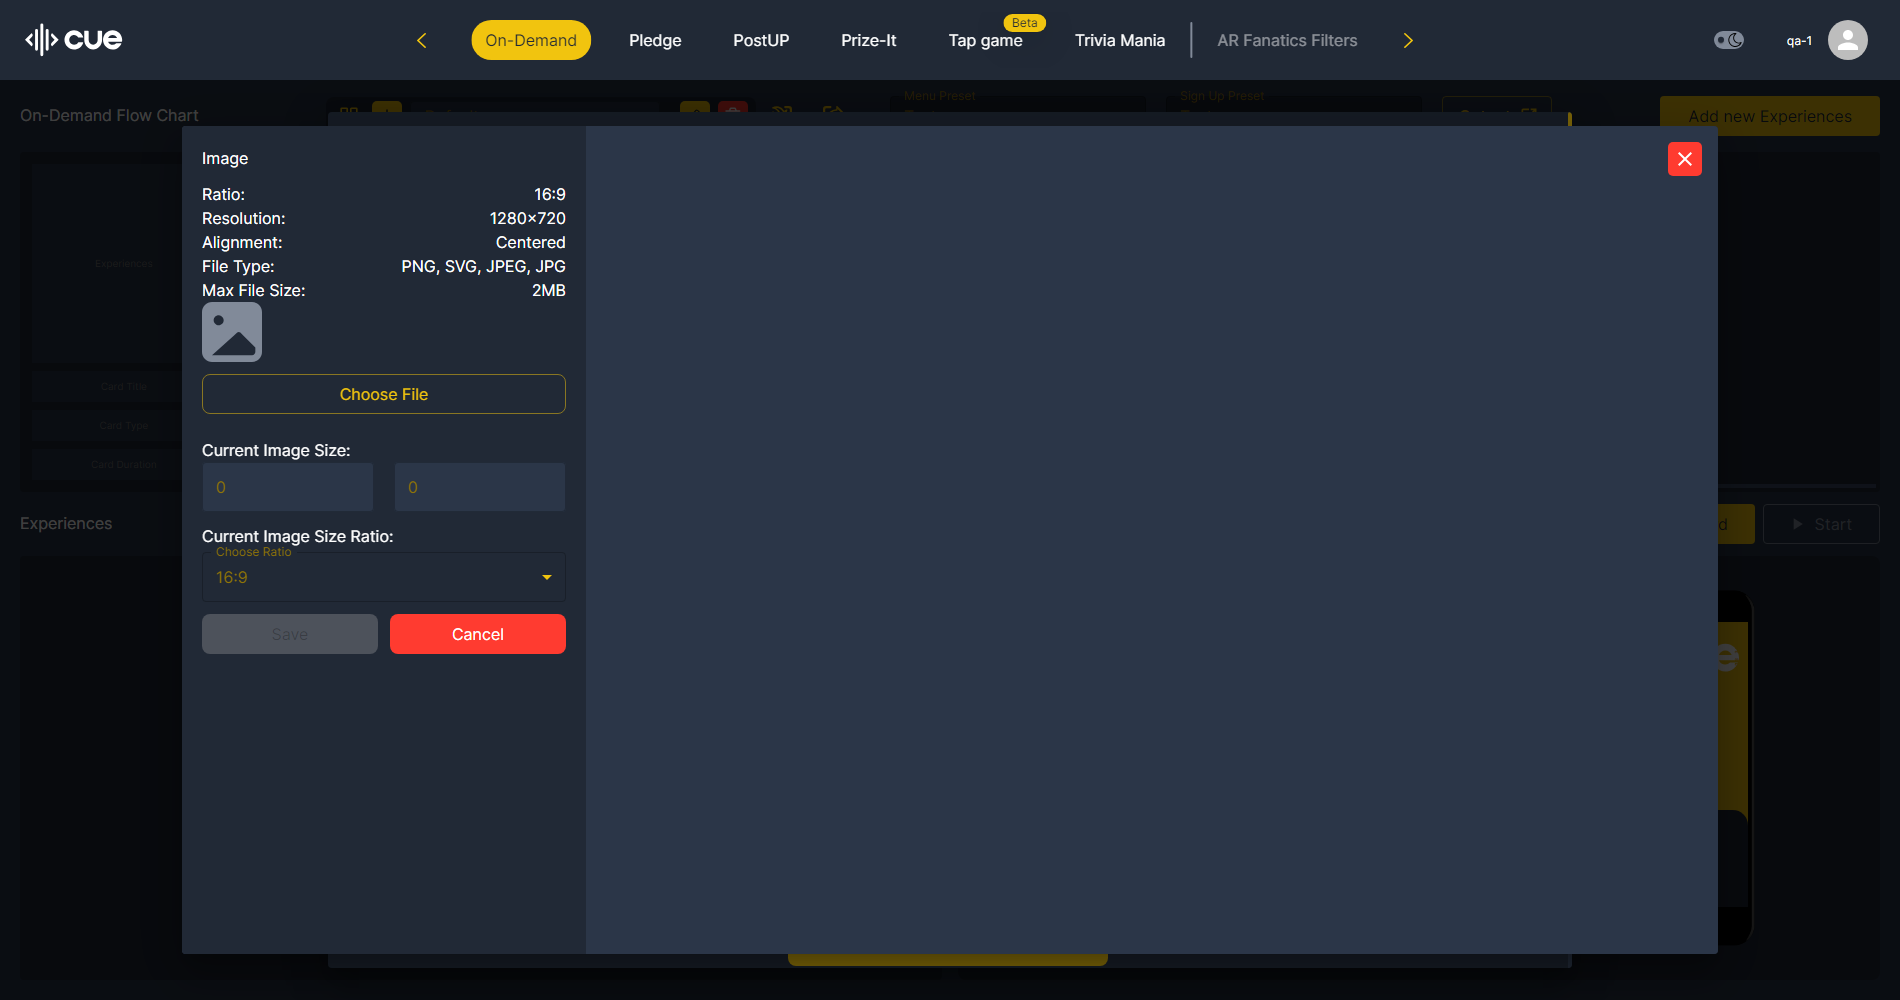 cue
On-Demand
Pledge
PostUP
Prize-It
Beta
Tap game
Trivia Mania
AR Fanatics Filters
qa-1
On-Demand Flow Chart
Menu Preset
Sign Up Preset
Add new Experiences
Experiences
Card Title
Card Type
Card Duration
Experiences
Start
Image
Ratio: 16:9
Resolution: 1280×720
Alignment: Centered
File Type: PNG, SVG, JPEG, JPG
Max File Size: 2MB
Choose File
Current Image Size:
0 0
Current Image Size Ratio:
Choose Ratio
16:9
Save
Cancel